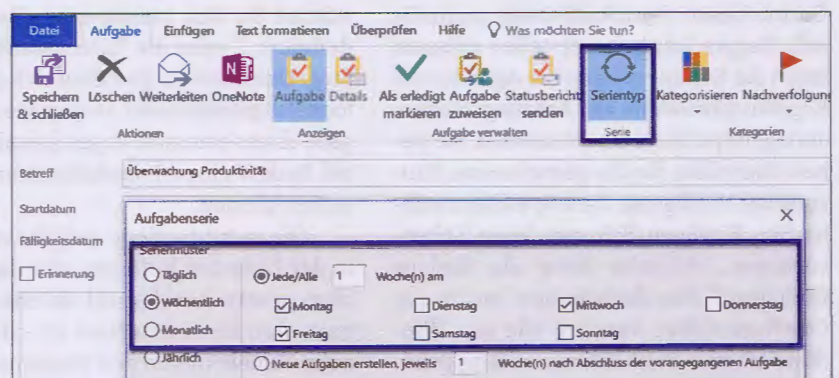 Datei Aufgabe Einfügen Text formatieren Überprüfen Hilfe Was möchten Sie tun?
Speichern Löschen Weiterleiten OneNote Aufgabe Details Als erledigt Aufgabe Statusbericht Serientyp Kategorisieren Nachverfolgung
& schließen markieren zuweisen senden
Aktionen Anzeigen Aufgabe verwalten Serie Kategorien
Betreff Überwachung Produktivität
Startdatum
Aufgabenserie
Fälligkeitsdatum
Serienmuster
Erinnerung
Täglich Jede/Alle 1 Woche(n) am
Wöchentlich Montag Dienstag Mittwoch Donnerstag
Monatlich Freitag Samstag Sonntag
Jährlich Neue Aufgaben erstellen, jeweils 1 Woche(n) nach Abschluss der vorangegangenen Aufgabe